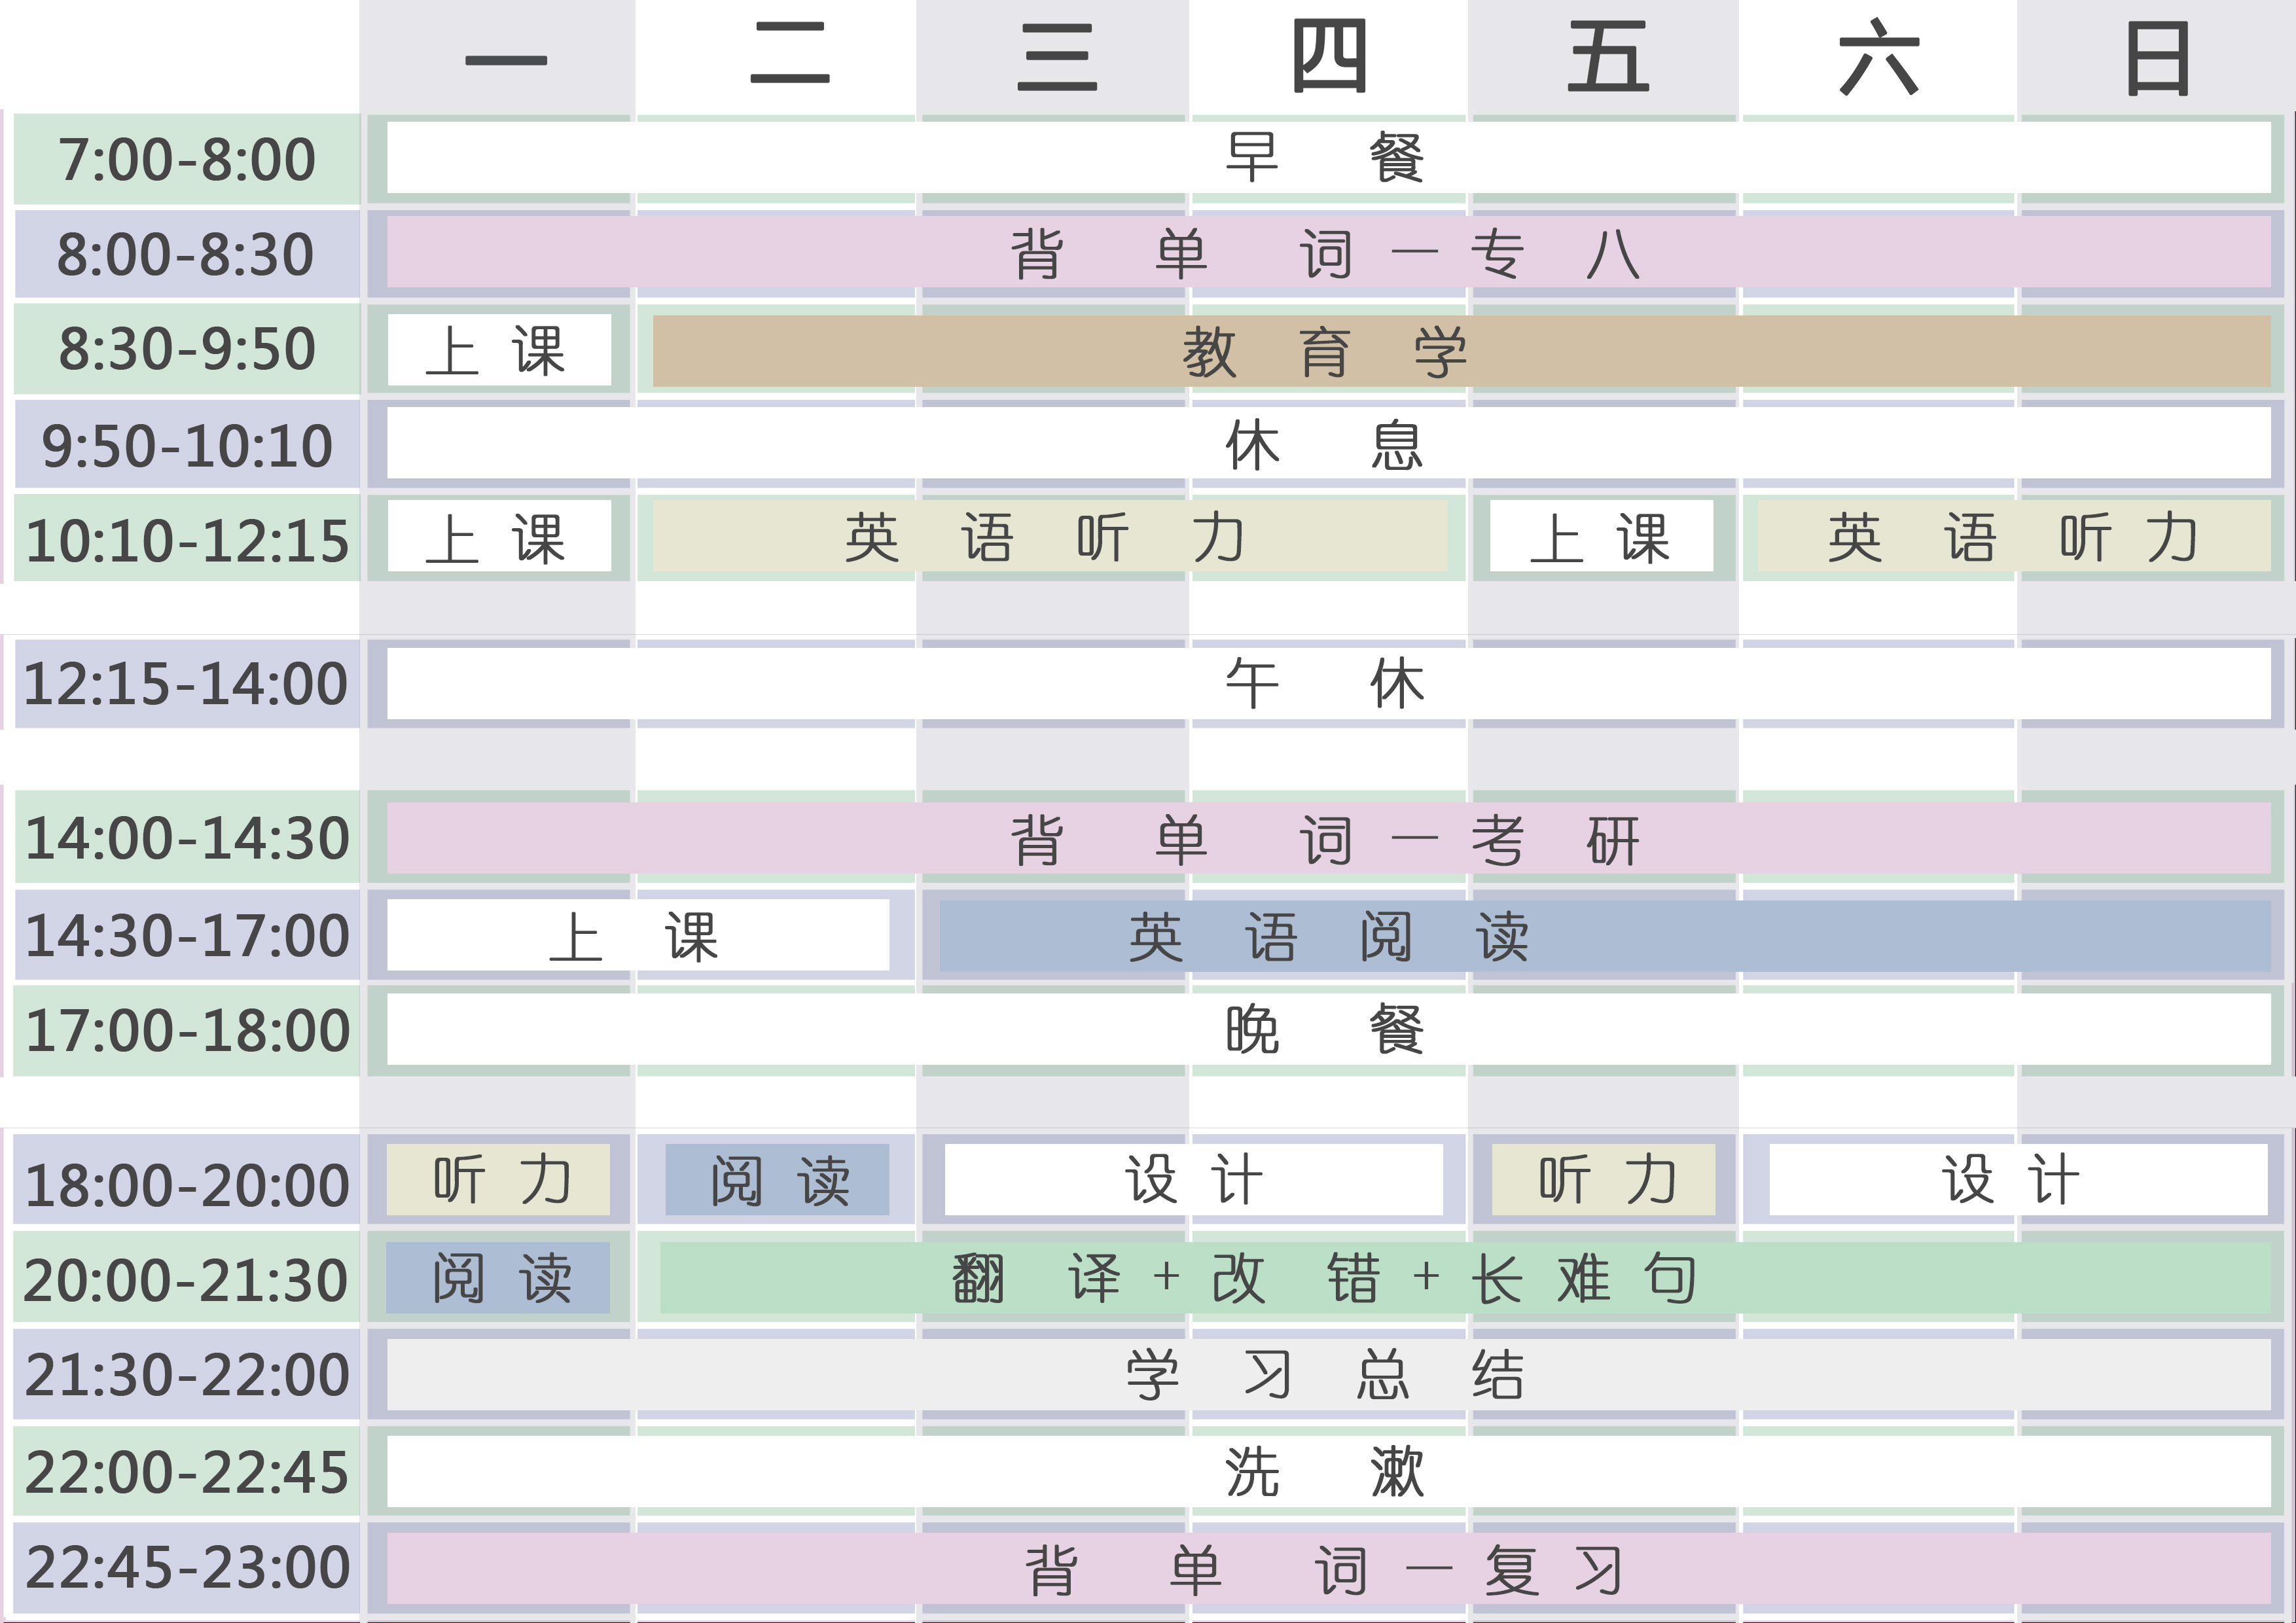 一 二 三 四 五 六 日
7:00-8:00 早 餐
8:00-8:30 背 单 词 — 专 八
8:30-9:50 上 课 教 育 学
9:50-10:10 休 息
10:10-12:15 上 课 英 语 听 力 上 课 英 语 听 力
12:15-14:00 午 休
14:00-14:30 背 单 词 — 考 研
14:30-17:00 上 课 英 语 阅 读
17:00-18:00 晚 餐
18:00-20:00 听 力 阅 读 设 计 听 力 设 计
20:00-21:30 阅 读 翻 译 + 改 错 + 长 难 句
21:30-22:00 学 习 总 结
22:00-22:45 洗 漱
22:45-23:00 背 单 词 — 复 习